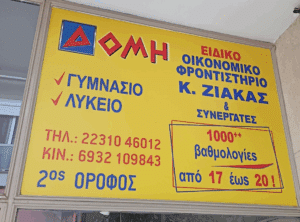 ΔΟΜΗ
ΓΥΜΝΑΣΙΟ
ΛΥΚΕΙΟ
ΤΗΛ.: 22310 46012
ΚΙΝ.: 6932 109843
2ος ΟΡΟΦΟΣ
ΕΙΔΙΚΟ
ΟΙΚΟΝΟΜΙΚΟ
ΦΡΟΝΤΙΣΤΗΡΙΟ
Κ. ΖΙΑΚΑΣ
&
ΣΥΝΕΡΓΑΤΕΣ
1000++
βαθμολογίες
από 17 έως 20 !